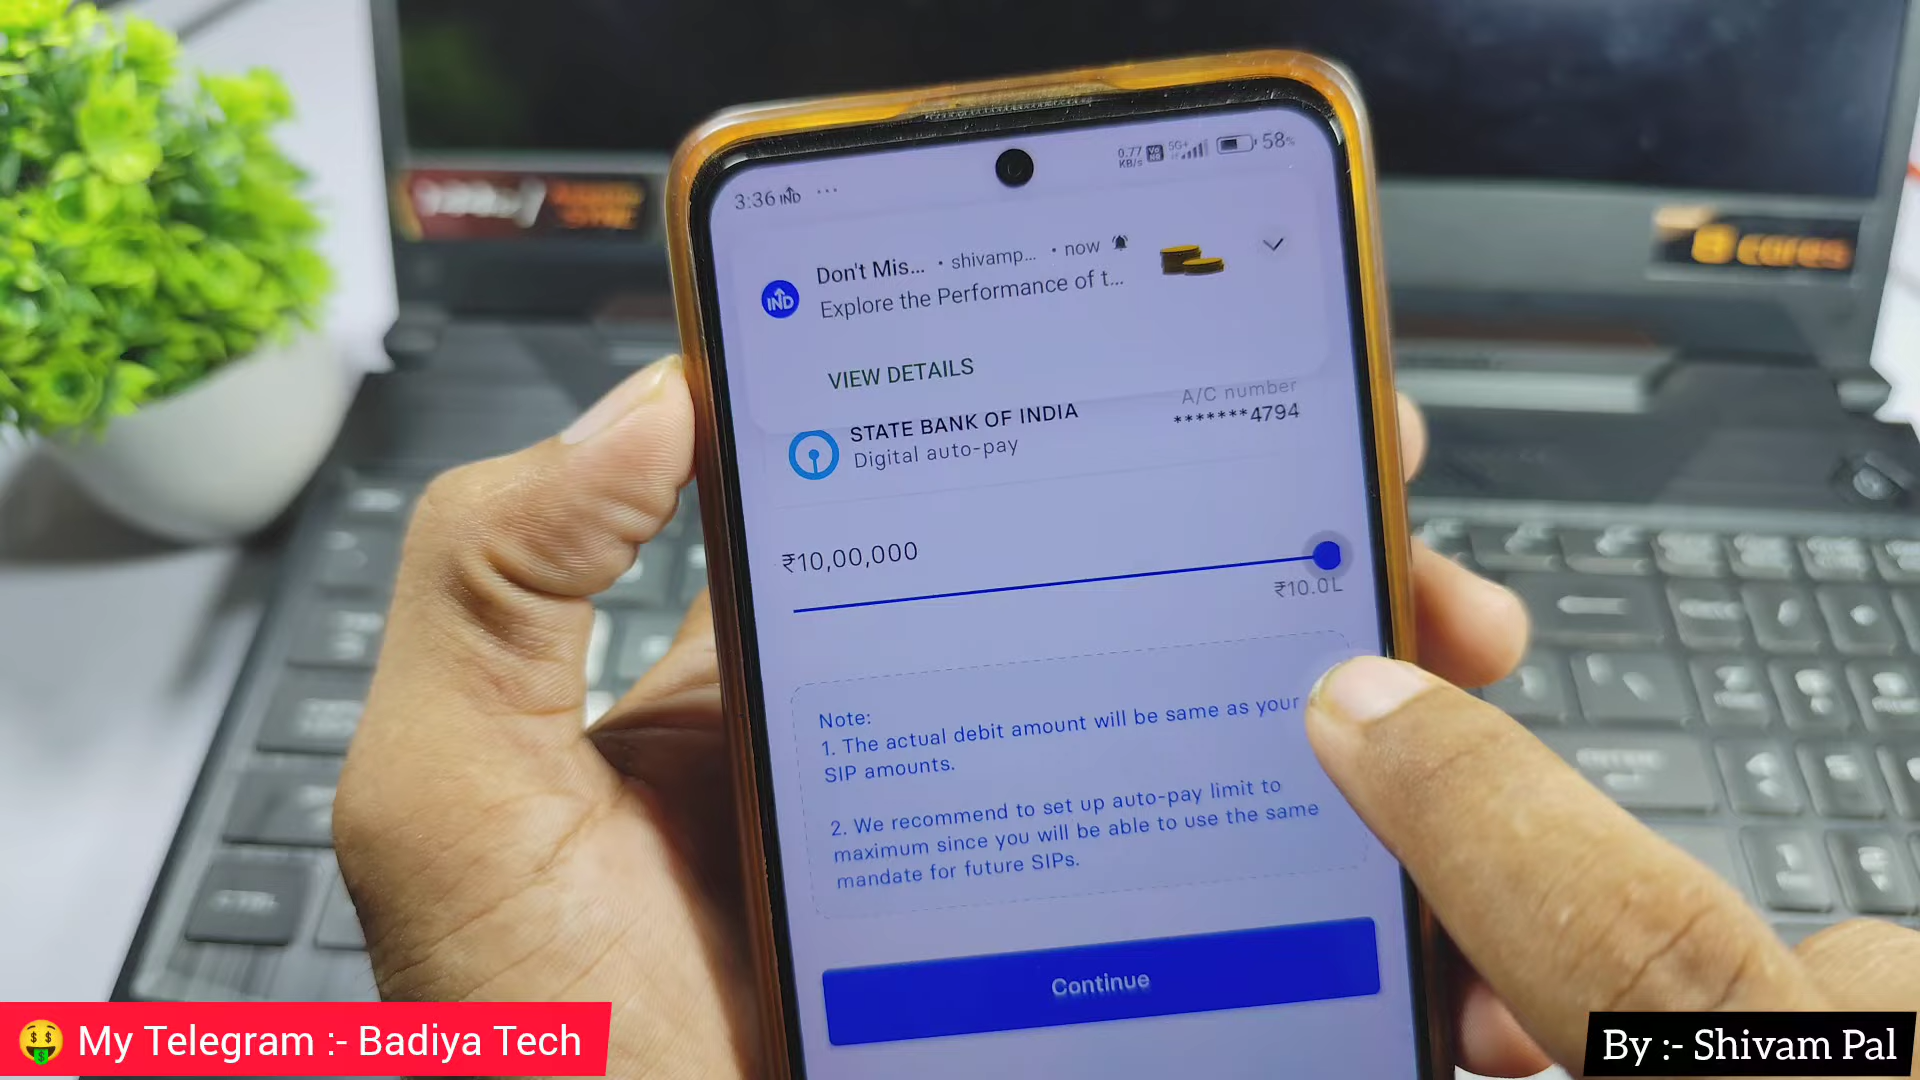 3:36 IND ...
0.77
KB/s
5G+
58%
Don't Mis... • shivamp... • now
IND
Explore the Performance of t...
VIEW DETAILS
A/C number
STATE BANK OF INDIA
*******4794
Digital auto-pay
₹10,00,000
₹10.0L
Note:
1. The actual debit amount will be same as your
SIP amounts.
2. We recommend to set up auto-pay limit to
maximum since you will be able to use the same
mandate for future SIPs.
Continue
8 cores
My Telegram :- Badiya Tech
By :- Shivam Pal